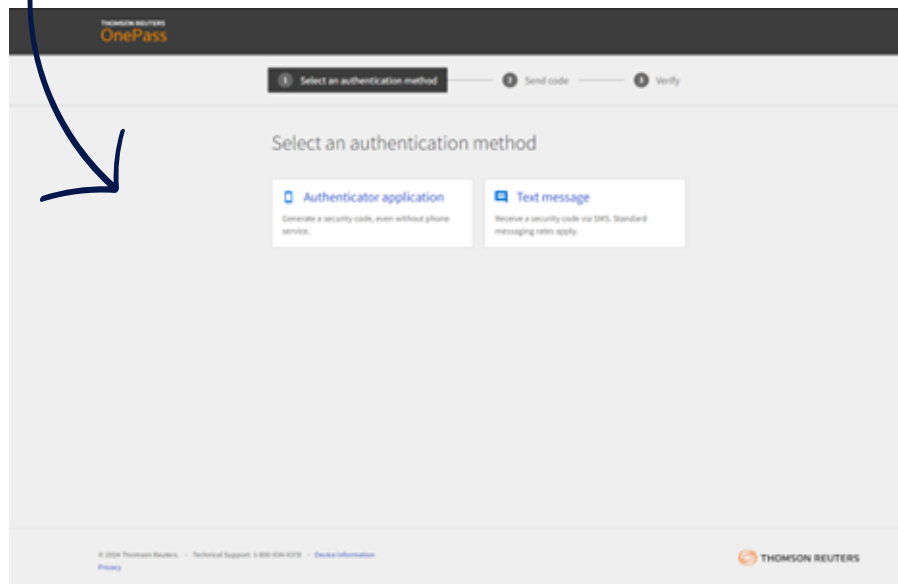 THOMSON REUTERS
OnePass
1 Select an authentication method 2 Send code 3 Verify
Select an authentication method
Authenticator application
Generate a security code, even without phone
service.
Text message
Receive a security code via SMS. Standard
messaging rates apply.
© 2024 Thomson Reuters. - Technical Support: 1-800- - Device Information
Privacy
THOMSON REUTERS